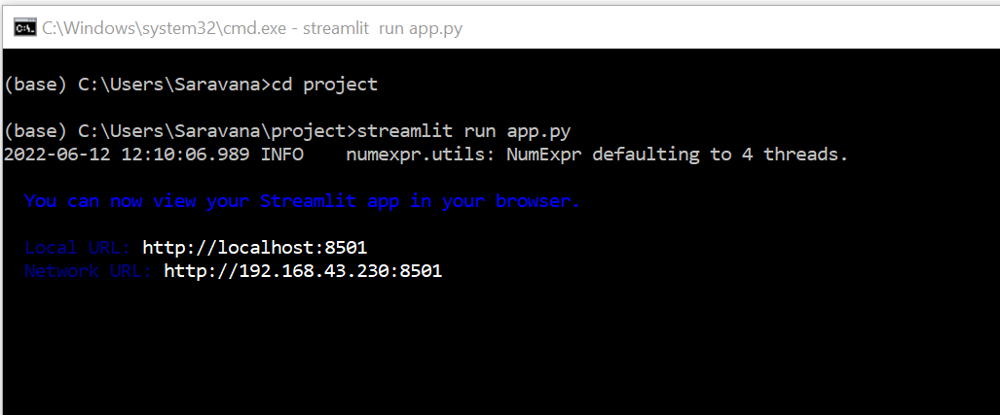 C:\Windows\system32\cmd.exe - streamlit  run app.py
(base) C:\Users\Saravana>cd project
(base) C:\Users\Saravana\project>streamlit run app.py
2022-06-12 12:10:06.989 INFO    numexpr.utils: NumExpr defaulting to 4 threads.
You can now view your Streamlit app in your browser.
Local URL: http://localhost:8501
Network URL: http://192.168.43.230:8501